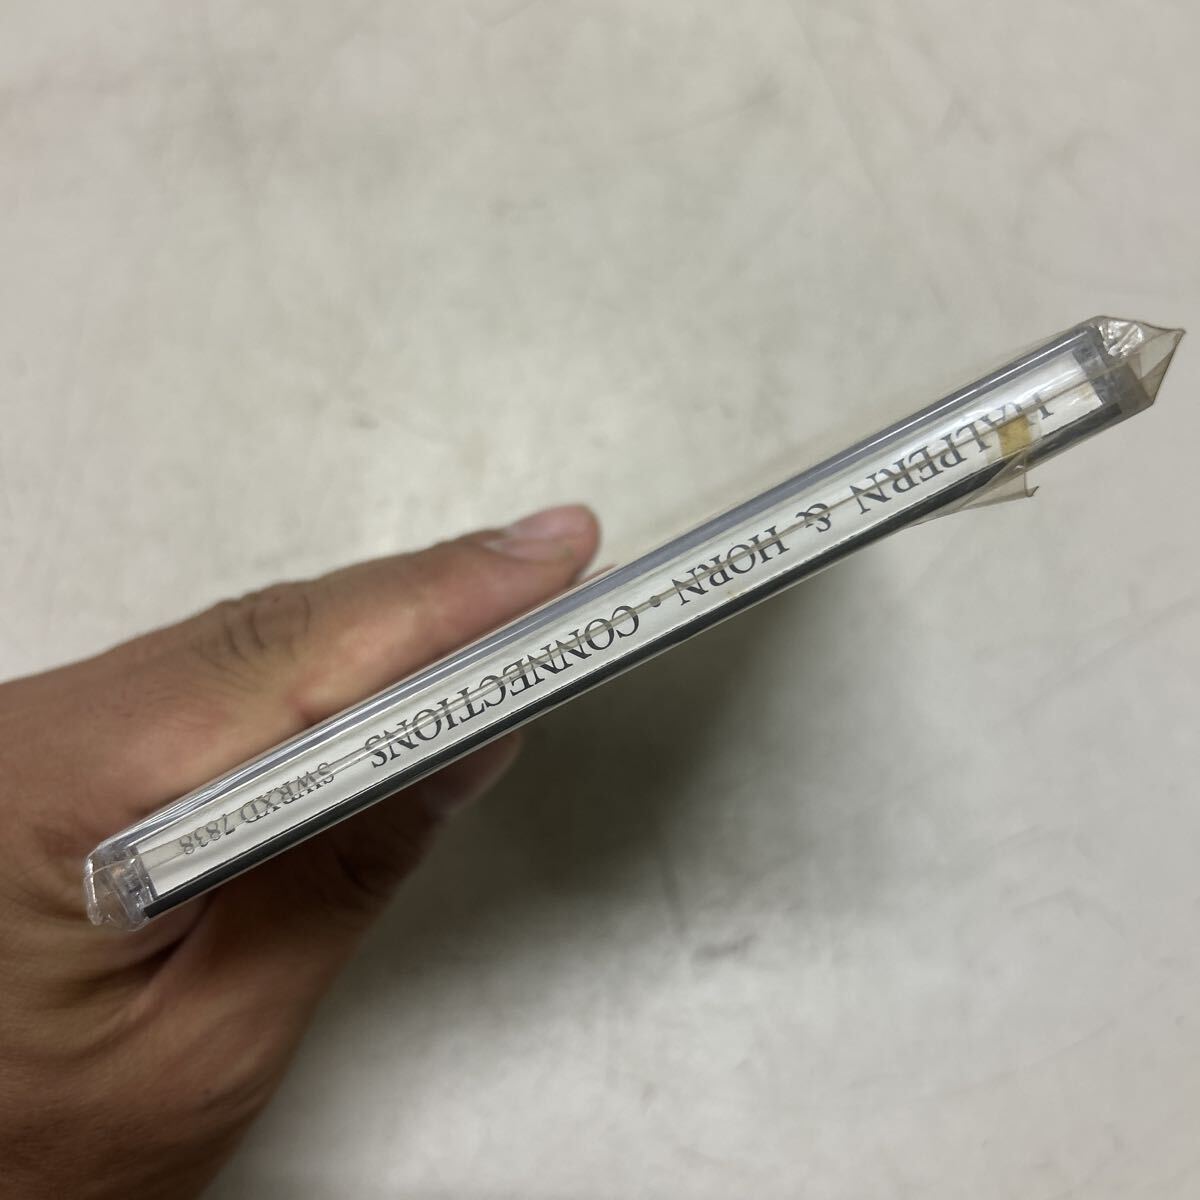 HALPERN & HORN • CONNECTIONS SWRXD 7838